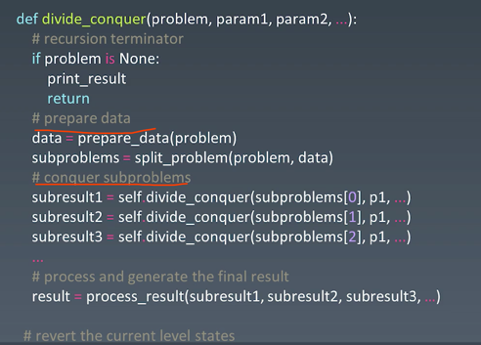 def divide_conquer(problem, param1, param2, ...):
# recursion terminator
if problem is None:
print_result
return
# prepare data
data = prepare_data(problem)
subproblems = split_problem(problem, data)
# conquer subproblems
subresult1 = self.divide_conquer(subproblems[0], p1, ...)
subresult2 = self.divide_conquer(subproblems[1], p1, ...)
subresult3 = self.divide_conquer(subproblems[2], p1, ...)
...
# process and generate the final result
result = process_result(subresult1, subresult2, subresult3, ...)
# revert the current level states